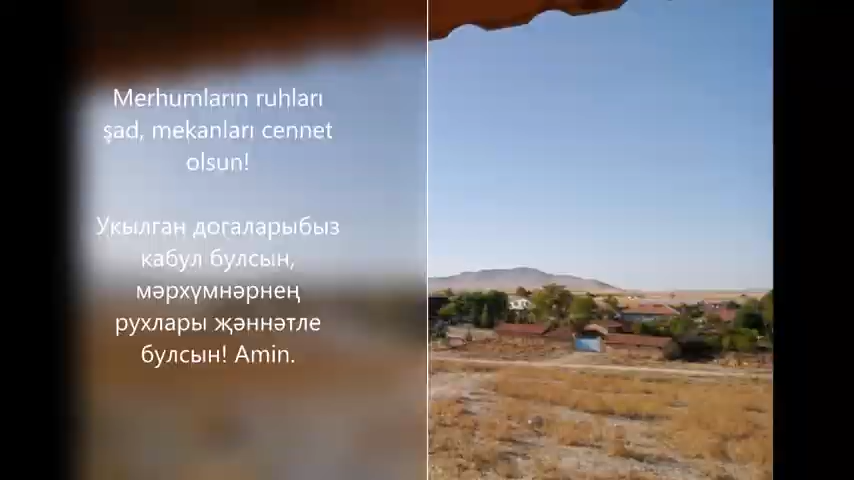 Merhumların ruhları
şad, mekanları cennet
olsun!
Укылган догаларыбыз
кабул булсын,
мәрхүмнәрнең
рухлары җәннәтле
булсын! Amin.